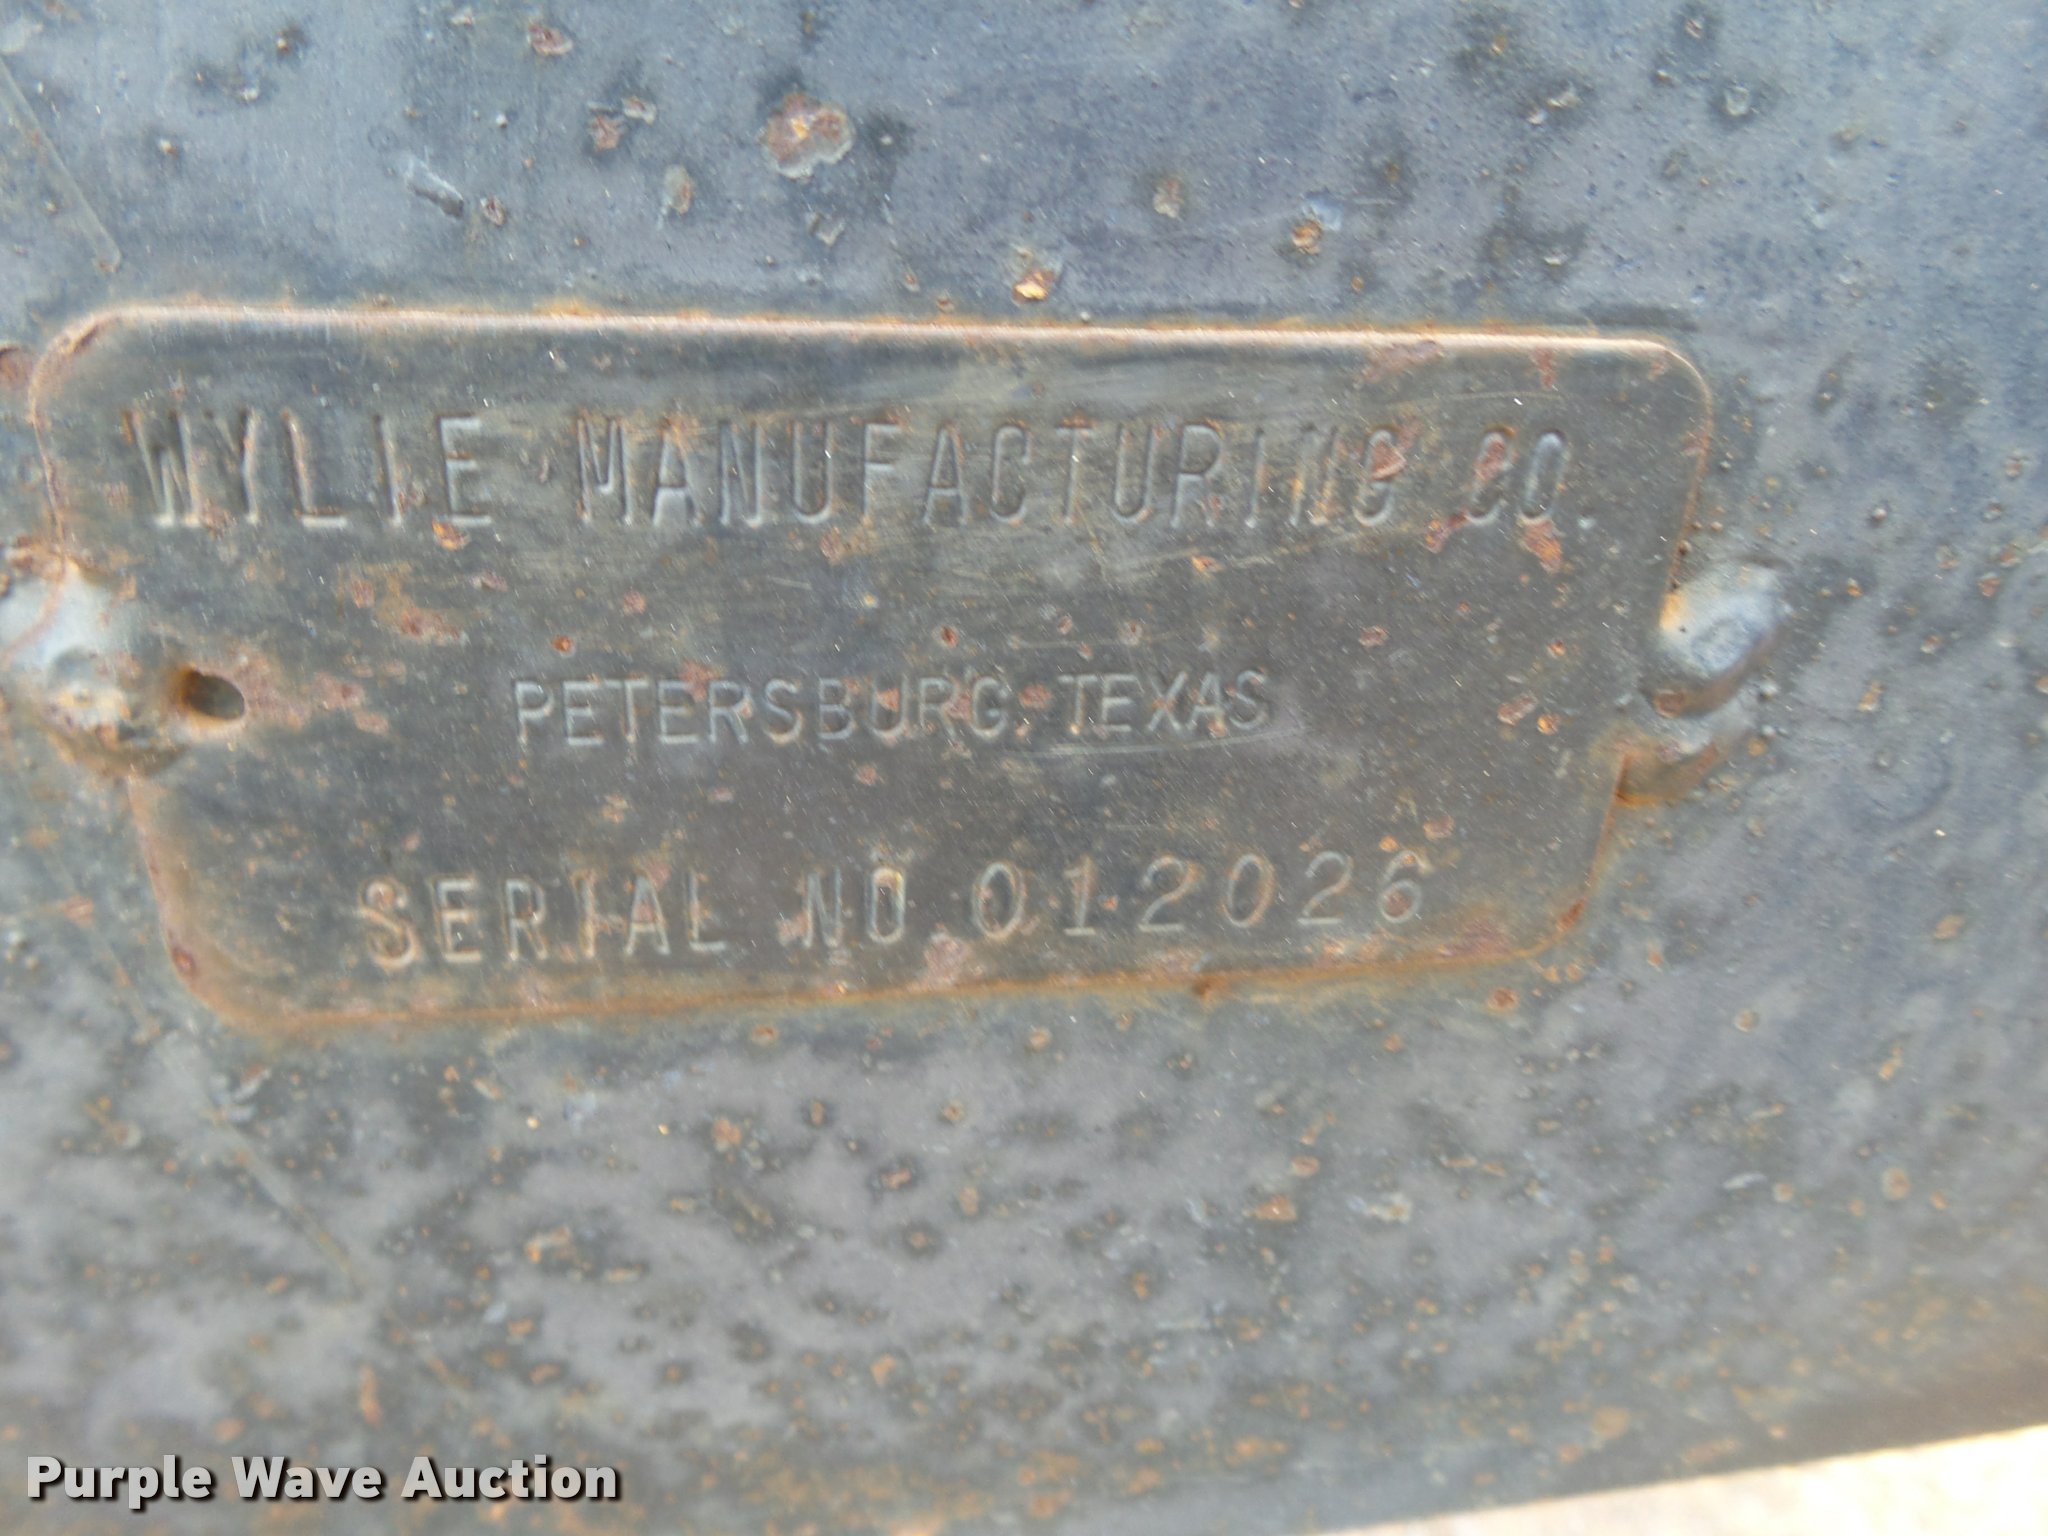 WYLIE MANUFACTURING CO.
PETERSBURG, TEXAS
SERIAL NO 012026
Purple Wave Auction